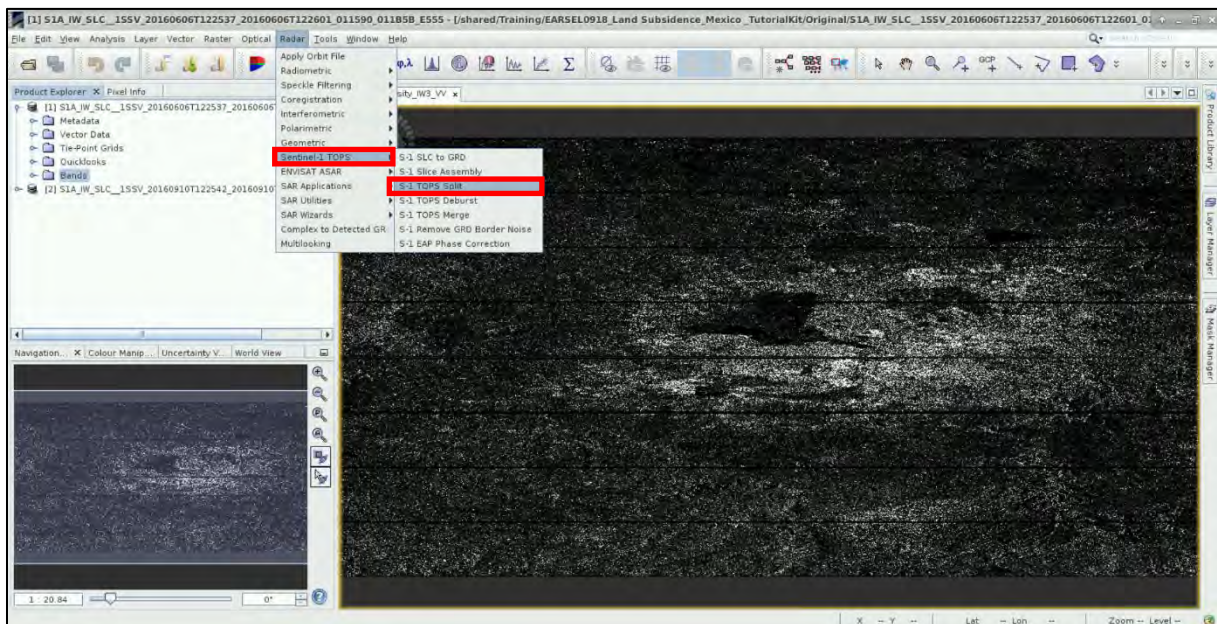 [1] S1A_IW_SLC__1SSV_20160606T122537_20160606T122601_011590_011B5B_E555 - [/shared/Training/EARSEL0918_Land Subsidence_Mexico _TutorialKit/Original/S1A_IW_SLC__1SSV_20160606T122537_20160606T122601_01
File Edit View Analysis Layer Vector Raster Optical Radar Tools Window Help
GCP
Product Explorer X Pixel Info
sity_IW3_VV x
[1] S1A_IW_SLC__1SSV_20160606T122537_20160606
Metadata
Vector Data
Tie-Point Grids
Quicklooks
Bands
[2] S1A_IW_SLC__1SSV_20160910T122542_20160910
Apply Orbit File
Radiometric
Speckle Filtering
Coregistration
Interferometric
Polarimetric
Geometric
Sentinel-1 TOPS
ENVISAT ASAR
SAR Applications
SAR Utilities
SAR Wizards
Complex to Detected GR
Multilooking
S-1 SLC to GRD
S-1 Slice Assembly
S-1 TOPS Split
S-1 TOPS Deburst
S-1 TOPS Merge
S-1 Remove GRD Border Noise
S-1 EAP Phase Correction
Product Library
Layer Manager
Mask Manager
Navigation... X Colour Manip... Uncertainty V... World View
1 : 20.84
0°
X -- Y -- Lat -- Lon -- Zoom -- Level --